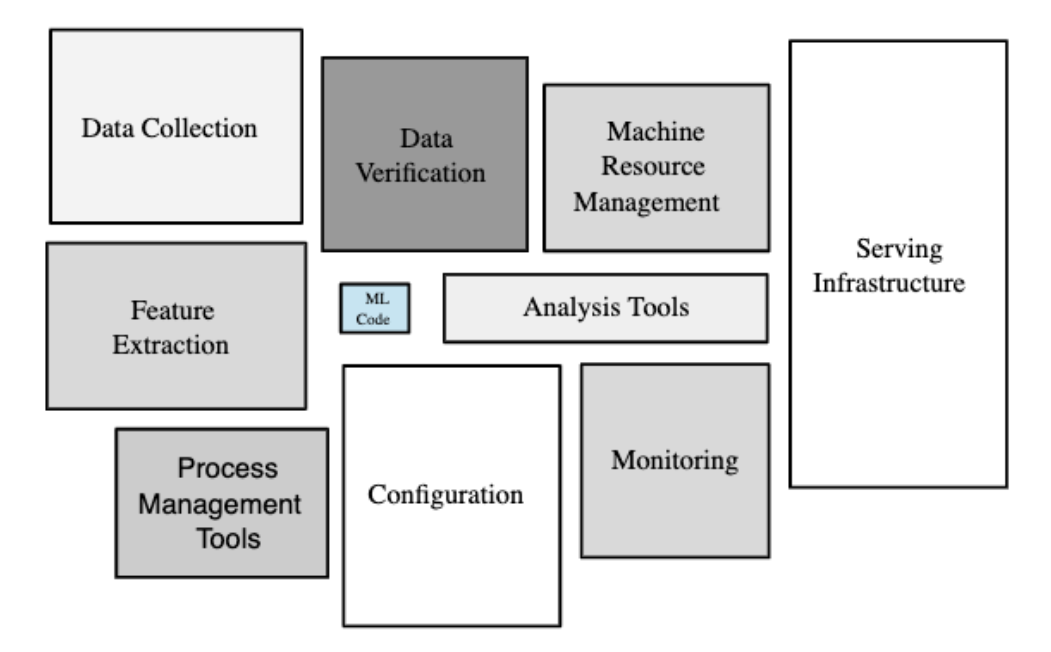 Data Collection
Data
Verification
Machine
Resource
Management
Serving
Infrastructure
Feature
Extraction
ML
Code
Analysis Tools
Process
Management
Tools
Configuration
Monitoring